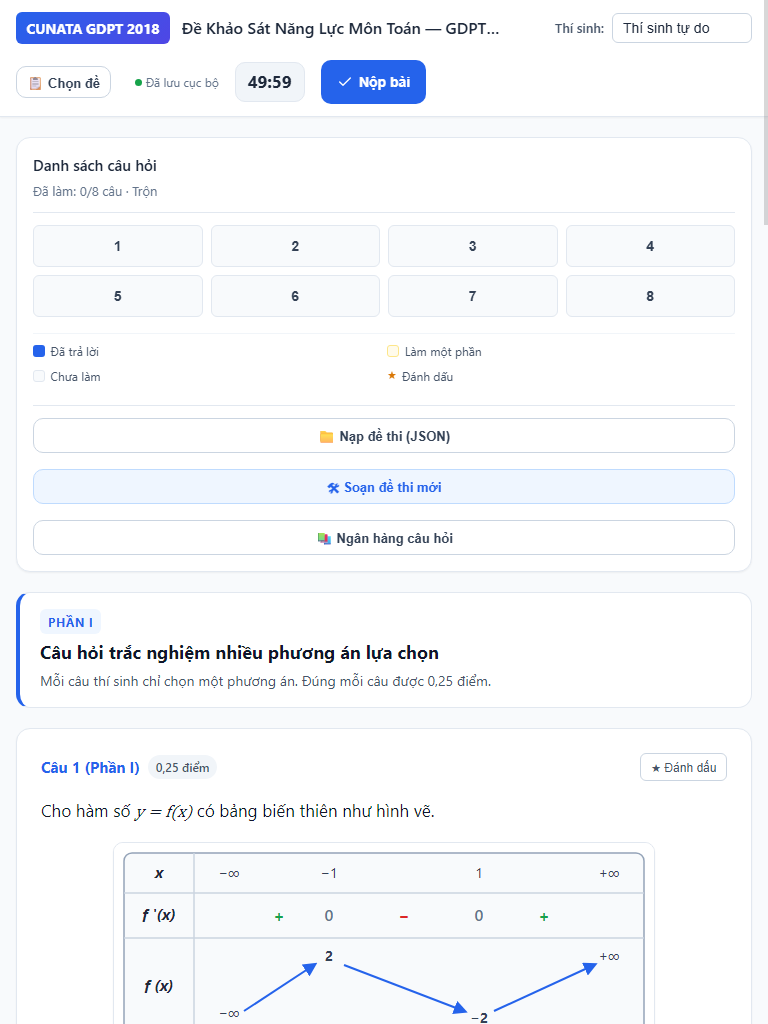 CUNATA GDPT 2018 Đề Khảo Sát Năng Lực Môn Toán — GDPT... Thí sinh: Thí sinh tự do
📋 Chọn đề Đã lưu cục bộ 49:59 ✓ Nộp bài
Danh sách câu hỏi
Đã làm: 0/8 câu · Trộn
1 2 3 4
5 6 7 8
Đã trả lời Làm một phần
Chưa làm ★ Đánh dấu
📁 Nạp đề thi (JSON)
🛠 Soạn đề thi mới
📚 Ngân hàng câu hỏi
PHẦN I
Câu hỏi trắc nghiệm nhiều phương án lựa chọn
Mỗi câu thí sinh chỉ chọn một phương án. Đúng mỗi câu được 0,25 điểm.
Câu 1 (Phần I) 0,25 điểm ★ Đánh dấu
Cho hàm số y = f(x) có bảng biến thiên như hình vẽ.
x −∞ −1 1 +∞
f '(x) + 0 − 0 +
2 +∞
f (x)
−∞ −2